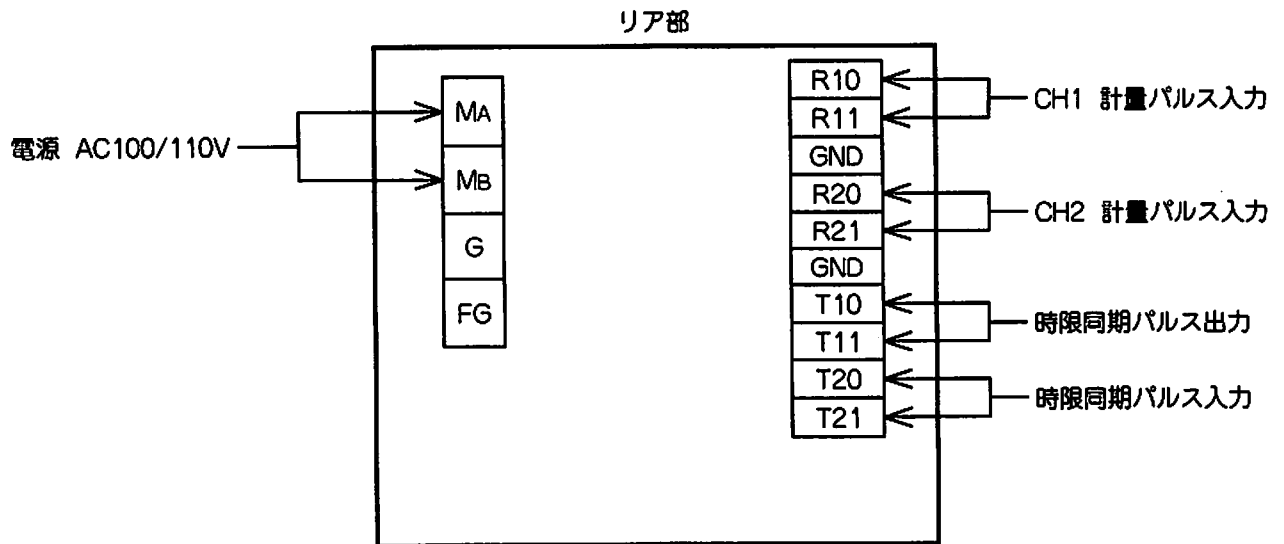 リア部
電源 AC100/110V
MA
MB
G
FG
R10
R11
GND
R20
R21
GND
T10
T11
T20
T21
CH1 計量パルス入力
CH2 計量パルス入力
時限同期パルス出力
時限同期パルス入力